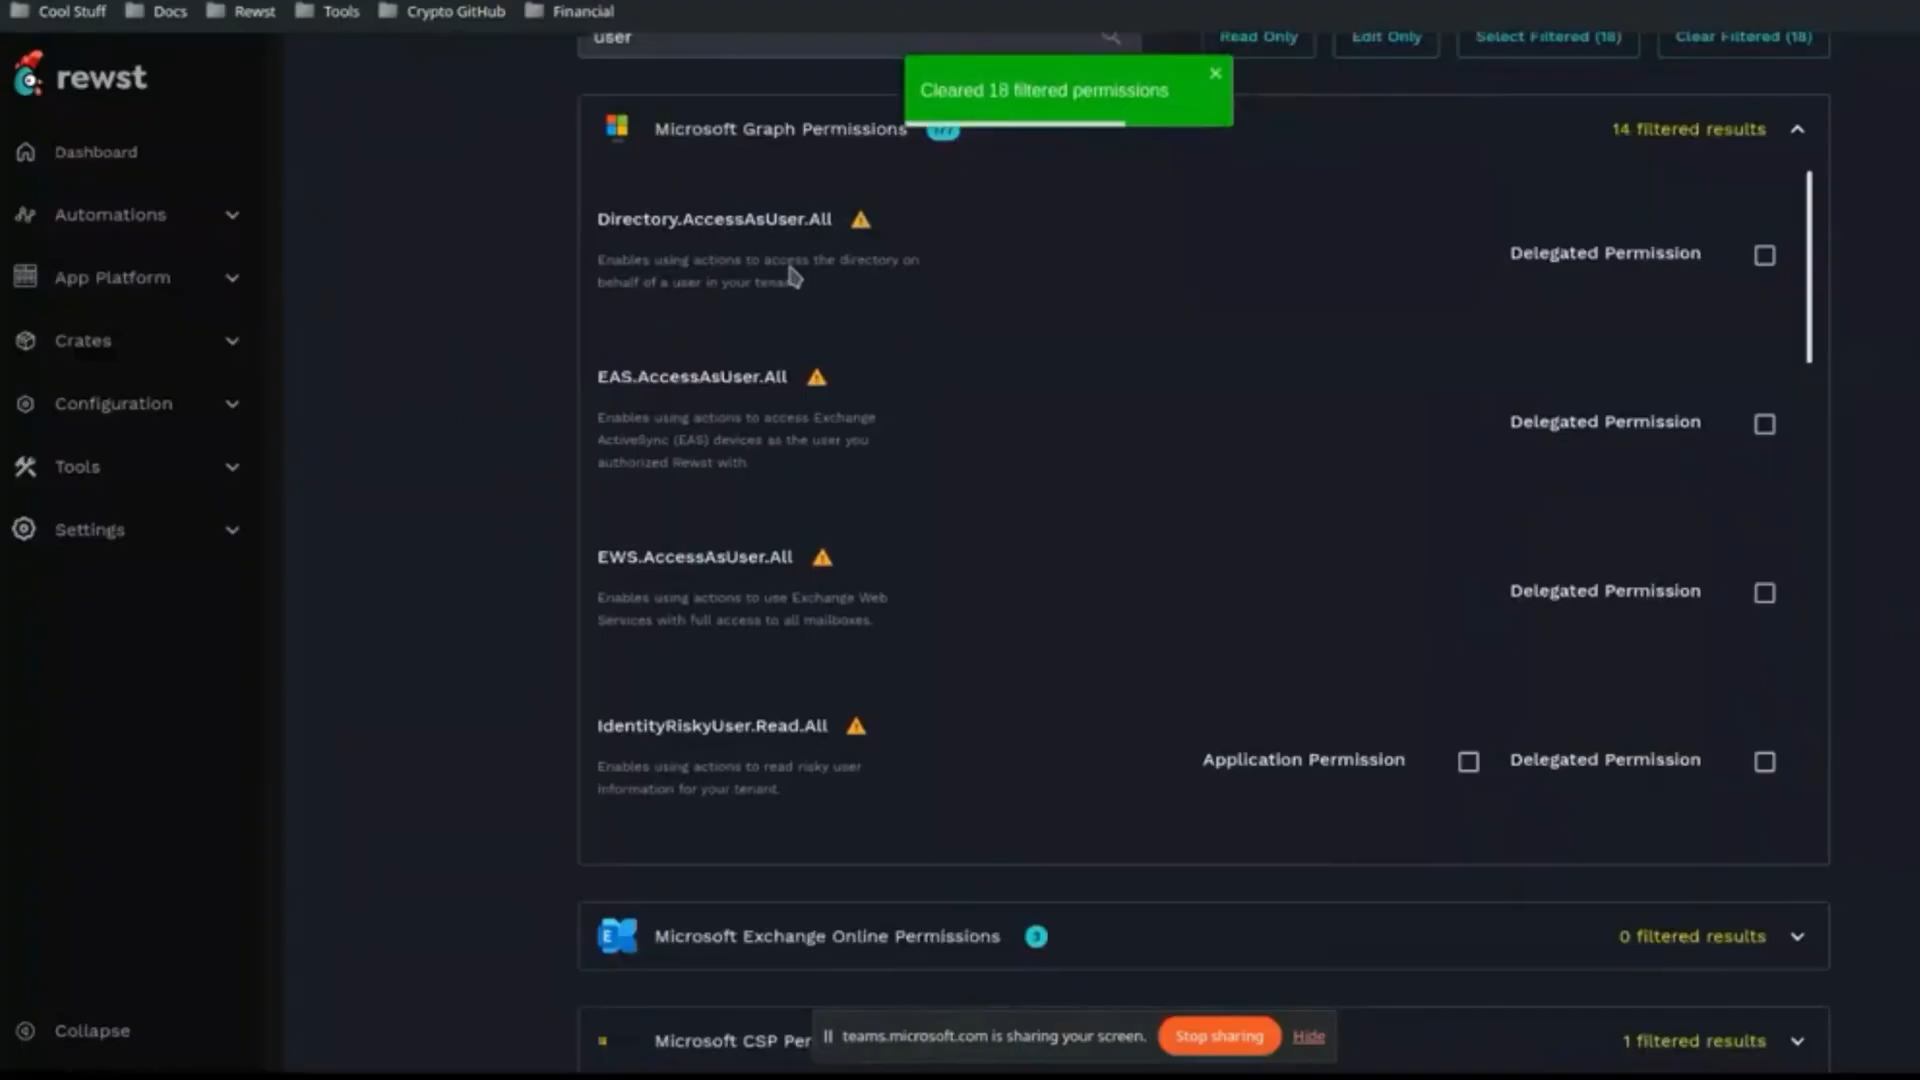 Cool Stuff Docs Rewst Tools Crypto GitHub Financial
user Read Only Edit Only Select Filtered (18) Clear Filtered (18)
rewst
Dashboard
Automations
App Platform
Crates
Configuration
Tools
Settings
Collapse
Cleared 18 filtered permissions
Microsoft Graph Permissions 14 filtered results
Directory.AccessAsUser.All
Enables using actions to access the directory on
behalf of a user in your
Delegated Permission
EAS.AccessAsUser.All
Enables using actions to access Exchange
ActiveSync (EAS) devices as the user you
authorized Rewst with.
Delegated Permission
EWS.AccessAsUser.All
Enables using actions to use Exchange Web
Services with full access to all mailboxes.
Delegated Permission
IdentityRiskyUser.Read.All
Enables using actions to read risky user
information for your tenant.
Application Permission Delegated Permission
Microsoft Exchange Online Permissions 3 0 filtered results
Microsoft CSP Per 1 filtered results
teams.microsoft.com is sharing your screen. Stop sharing Hide